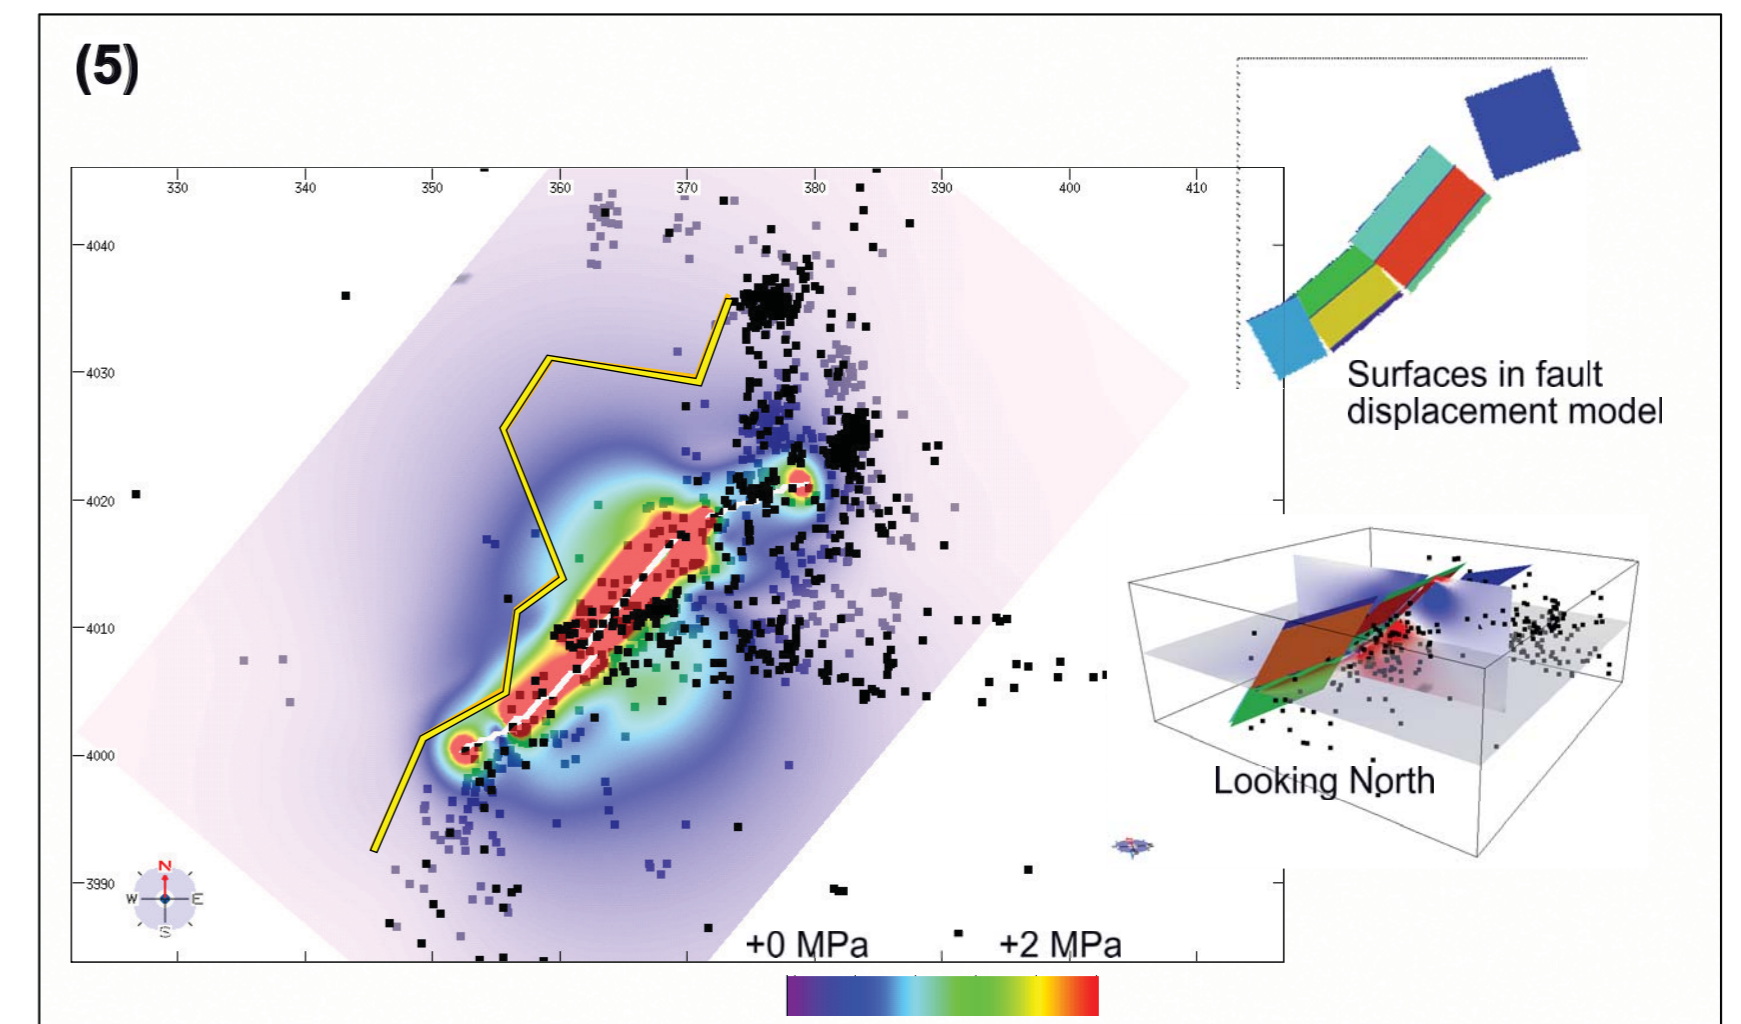 (5)
330 340 350 360 370 380 390 400 410
4040
4030
4020
4010
4000
3990
N
W E
S
Surfaces in fault
displacement model
Looking North
+0 MPa +2 MPa